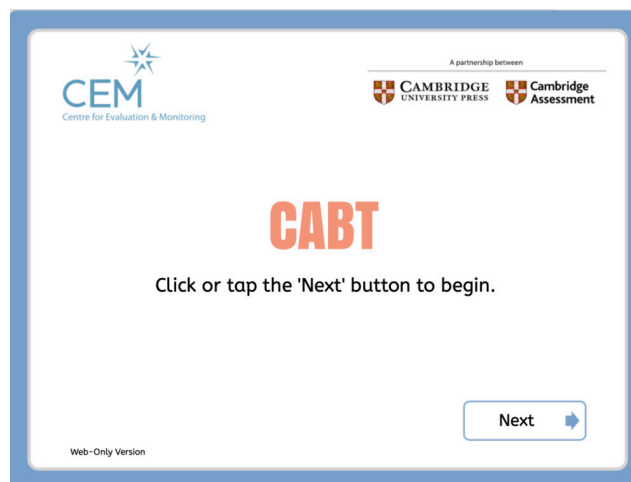 CEM
Centre for Evaluation & Monitoring
A partnership between
CAMBRIDGE
UNIVERSITY PRESS
Cambridge
Assessment
CABT
Click or tap the 'Next' button to begin.
Next
Web-Only Version